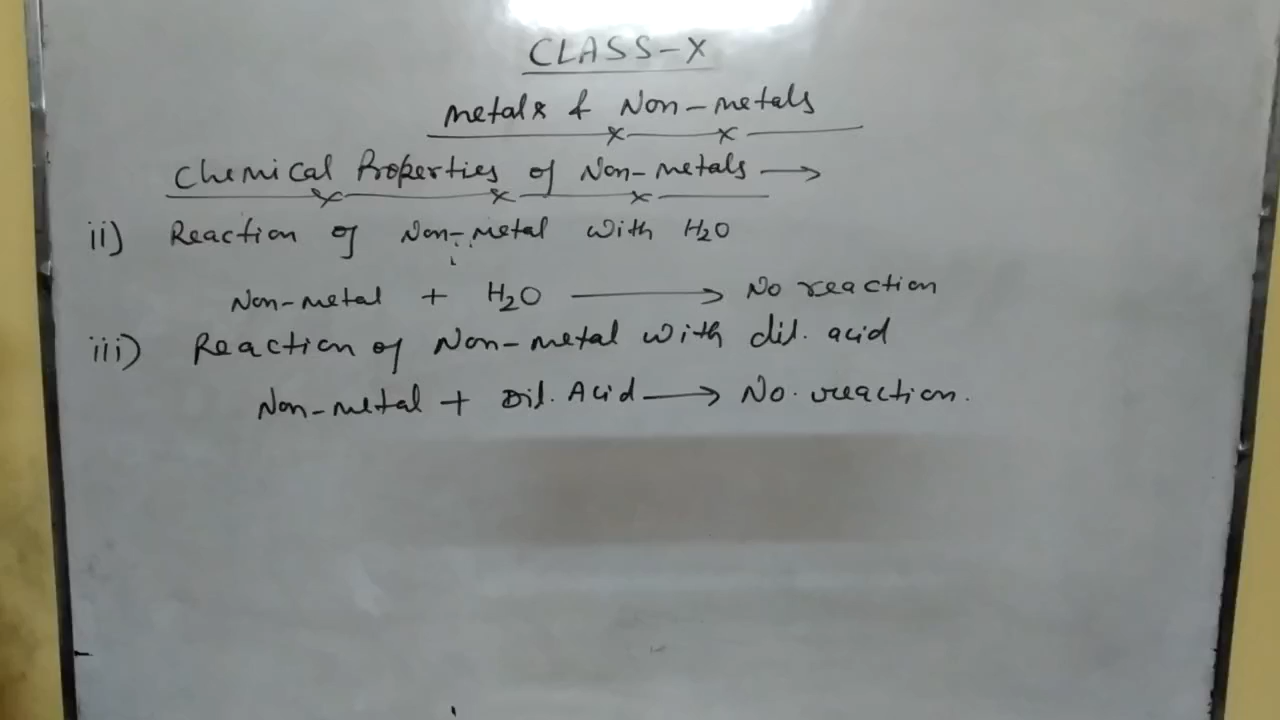 CLASS-X
Metals & Non-metals
Chemical Properties of Non-metals →
ii) Reaction of Non-metal with H₂O
Non-metal + H₂O → No reaction
iii) Reaction of Non-metal with dil. acid
Non-metal + Dil. Acid → No. reaction.